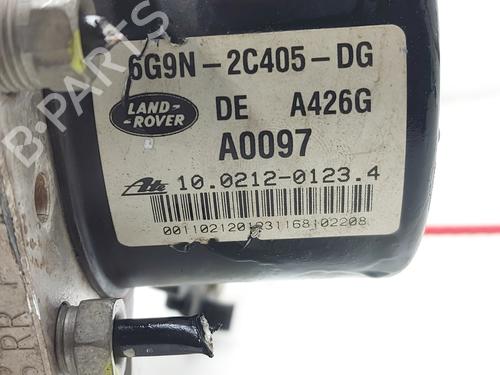 6G9N-2C405-DG
LAND-ROVER DE A426G
A0097
Ate 10.0212-0123.4
0011021201231168102208
B-PARTS